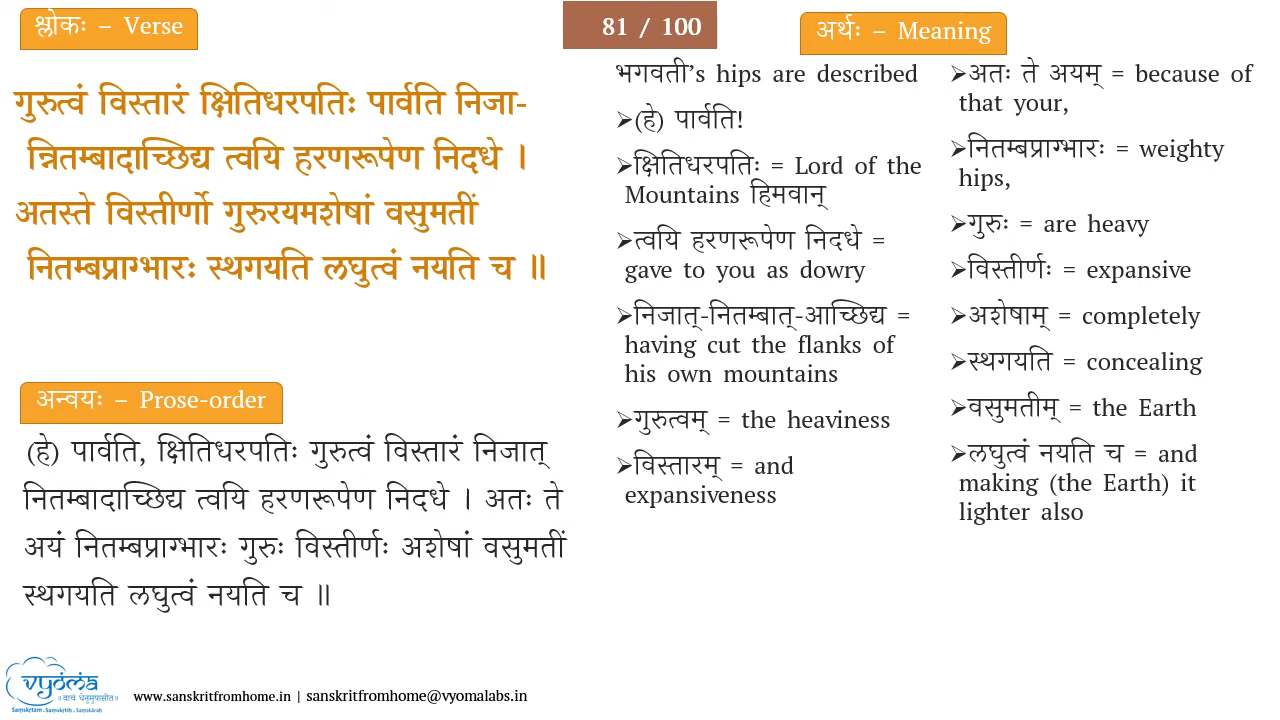 श्लोकः – Verse
81 / 100
अर्थः – Meaning
गुरुत्वं विस्तारं क्षितिधरपतिः पार्वति निजा-
न्नितम्बादाच्छिद्य त्वयि हरणरूपेण निदधे ।
अतस्ते विस्तीर्णो गुरुरयमशेषां वसुमतीं
नितम्बप्राग्भारः स्थगयति लघुत्वं नयति च ॥
अन्वयः – Prose-order
(हे) पार्वति, क्षितिधरपतिः गुरुत्वं विस्तारं निजात्
नितम्बादाच्छिद्य त्वयि हरणरूपेण निदधे । अतः ते
अयं नितम्बप्राग्भारः गुरुः विस्तीर्णः अशेषां वसुमतीं
स्थगयति लघुत्वं नयति च ॥
भगवती’s hips are described
➢(हे) पार्वति!
➢क्षितिधरपतिः = Lord of the
Mountains हिमवान्
➢त्वयि हरणरूपेण निदधे =
gave to you as dowry
➢निजात्-नितम्बात्-आच्छिद्य =
having cut the flanks of
his own mountains
➢गुरुत्वम् = the heaviness
➢विस्तारम् = and
expansiveness
➢अतः ते अयम् = because of
that your,
➢नितम्बप्राग्भारः = weighty
hips,
➢गुरुः = are heavy
➢विस्तीर्णः = expansive
➢अशेषाम् = completely
➢स्थगयति = concealing
➢वसुमतीम् = the Earth
➢लघुत्वं नयति च = and
making (the Earth) it
lighter also
vyoma
॥ वाचं धेनुमुपासीत॥
Saṃskṛtam . Saṃskṛtiḥ . Saṃskāraḥ
www.sanskritfromhome.in | sanskritfromhome@vyomalabs.in